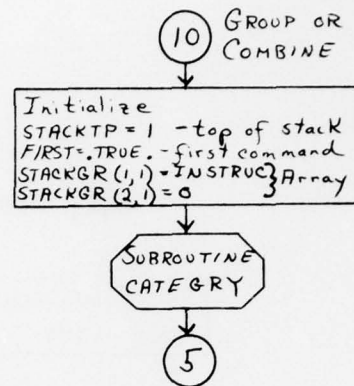 10
GROUP OR
COMBINE
Initialize
STACKTP = 1 - top of stack
FIRST = .TRUE. - first command
STACKGR (1,1) = INSTRUC } Array
STACKGR (2,1) = 0
SUBROUTINE
CATEGRY
5